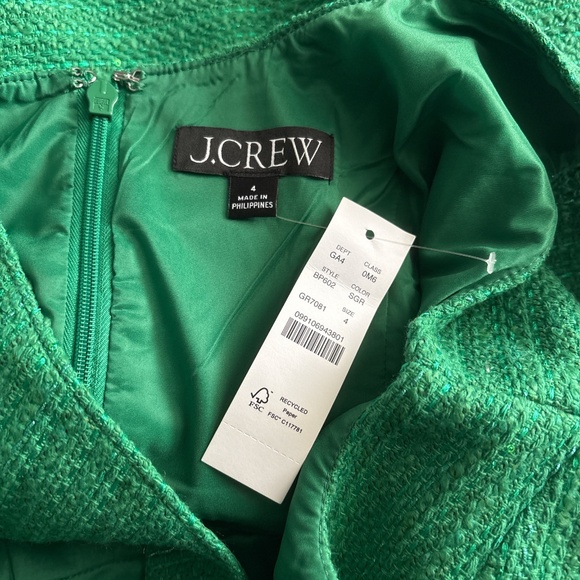 J.CREW
4
MADE IN
PHILIPPINES
DEPT CLASS
GA4 0M6
STYLE COLOR
BP602 SGR
SIZE
GR7081 4
099106943801
FSC
RECYCLED
Paper
FSC™ C117781